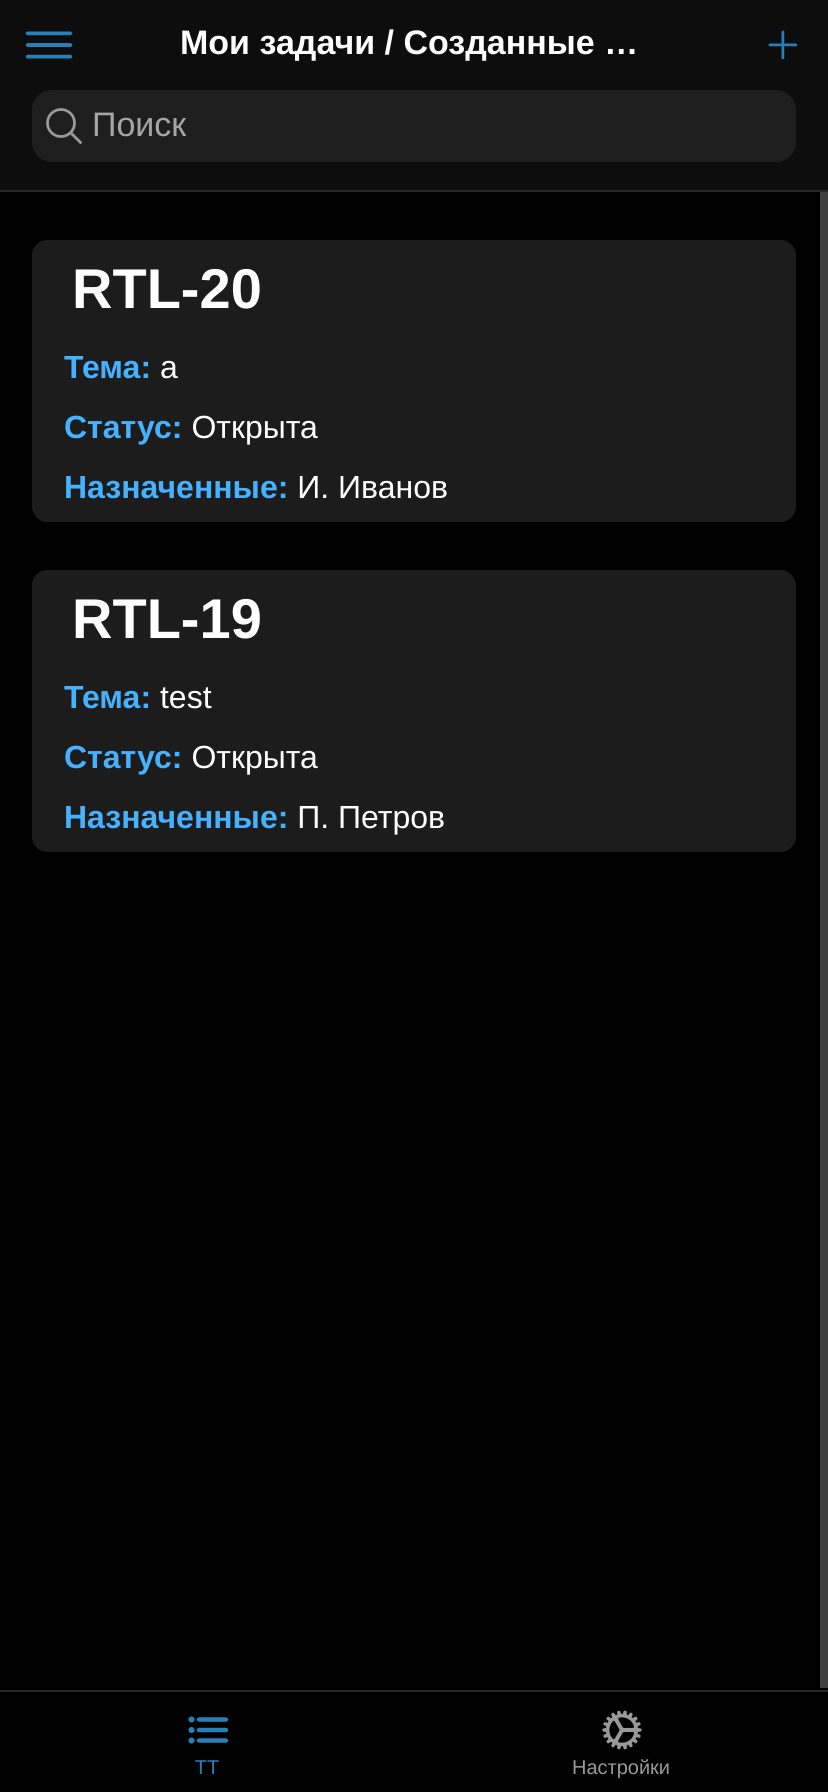 Мои задачи / Созданные ...
Поиск
RTL-20
Тема: а
Статус: Открыта
Назначенные: И. Иванов
RTL-19
Тема: test
Статус: Открыта
Назначенные: П. Петров
ТТ
Настройки